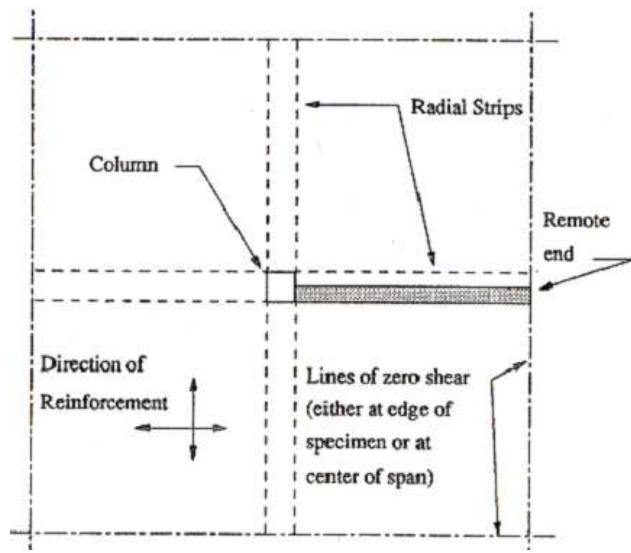 Radial Strips
Column
Remote
end
Direction of
Reinforcement
Lines of zero shear
(either at edge of
specimen or at
center of span)